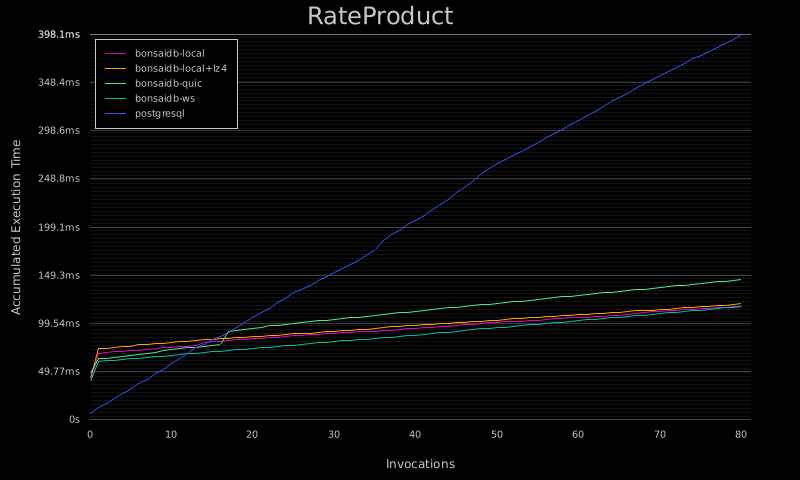 RateProduct
398.1ms
348.4ms
298.6ms
248.8ms
199.1ms
149.3ms
99.54ms
49.77ms
0s
Accumulated Execution Time
bonsaidb-local
bonsaidb-local+lz4
bonsaidb-quic
bonsaidb-ws
postgresql
0 10 20 30 40 50 60 70 80
Invocations